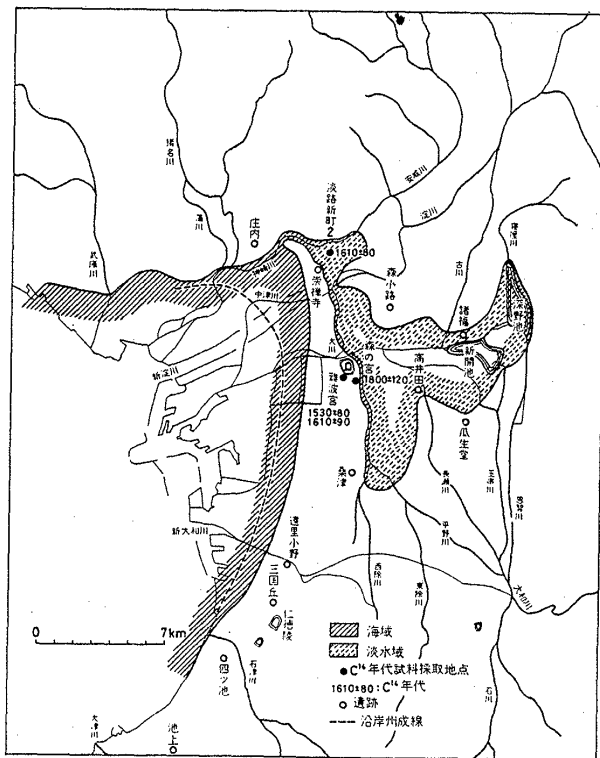 猪名川
藻川
武庫川
庄内
淡路新町2
安威川
淀川
1610±80
神崎川
崇禅寺
中津川
森小路
古川
寝屋川
諸福
深野池
新開池
大川
森の宮
高井田
難波宮
1800±120
1530±80
1610±90
新淀川
瓜生堂
桑津
長瀬川
玉串川
恩智川
平野川
新大和川
遠里小野
西除川
東除川
大和川
三国丘
仁徳陵
0
7km
石津川
四ツ池
大津川
池上
石川
海域
淡水域
C¹⁴年代試料採取地点
1610±80:C¹⁴年代
遺跡
沿岸州成線